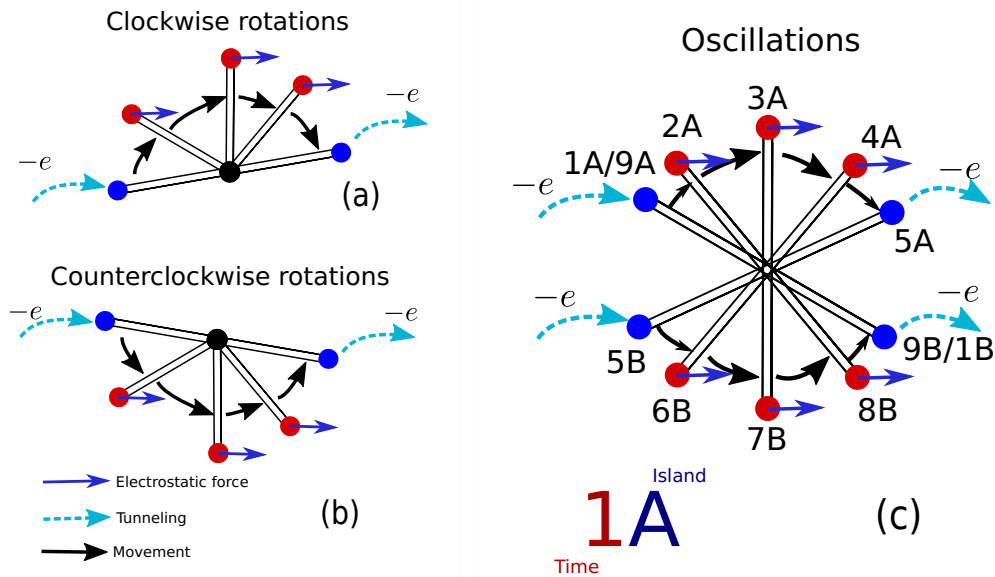 Clockwise rotations
−e
−e
(a)
Counterclockwise rotations
−e
−e
Electrostatic force
Tunneling
Movement
(b)
Oscillations
3A
2A
4A
1A/9A
−e
−e
5A
−e
−e
5B
9B/1B
6B
8B
7B
Island
1A
Time
(c)